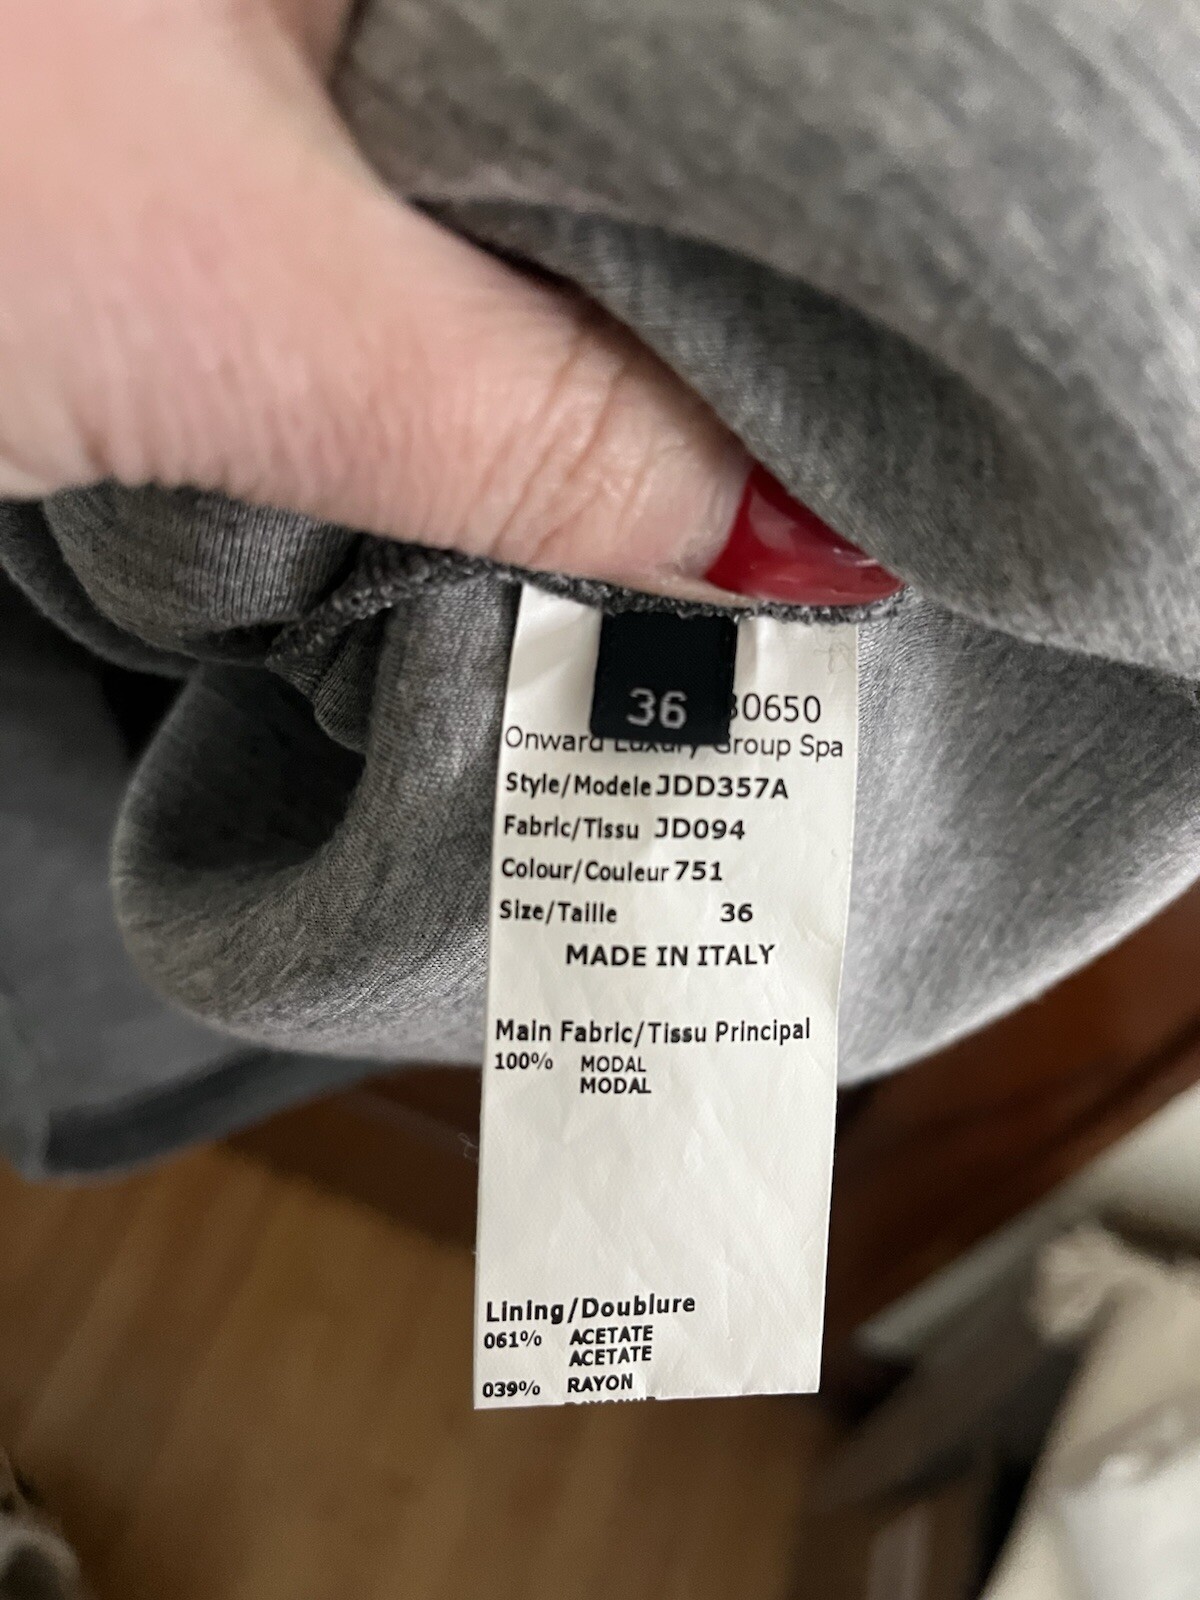 36
0650
Onward Luxury Group Spa
Style/Modele JDD357A
Fabric/Tissu JD094
Colour/Couleur 751
Size/Taille 36
MADE IN ITALY
Main Fabric/Tissu Principal
100% MODAL
MODAL
Lining/Doublure
061% ACETATE
ACETATE
039% RAYON